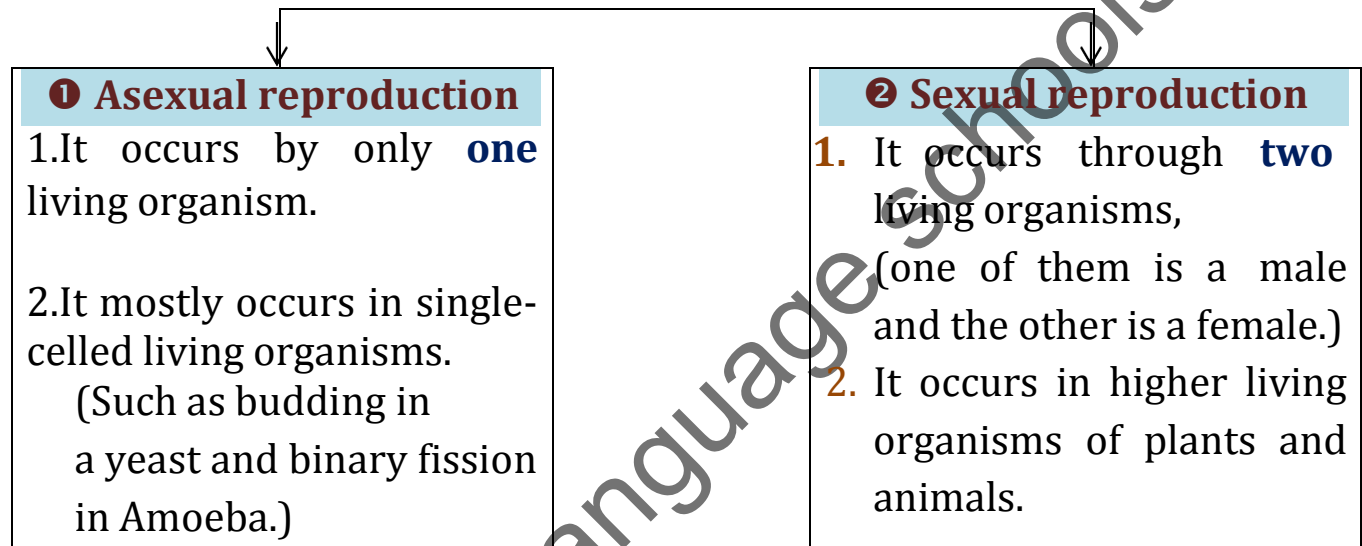 ❶ Asexual reproduction
1.It occurs by only one
living organism.
2.It mostly occurs in single-
celled living organisms.
(Such as budding in
a yeast and binary fission
in Amoeba.)
❷ Sexual reproduction
1. It occurs through two
living organisms,
(one of them is a male
and the other is a female.)
2. It occurs in higher living
organisms of plants and
animals.
anguage schools